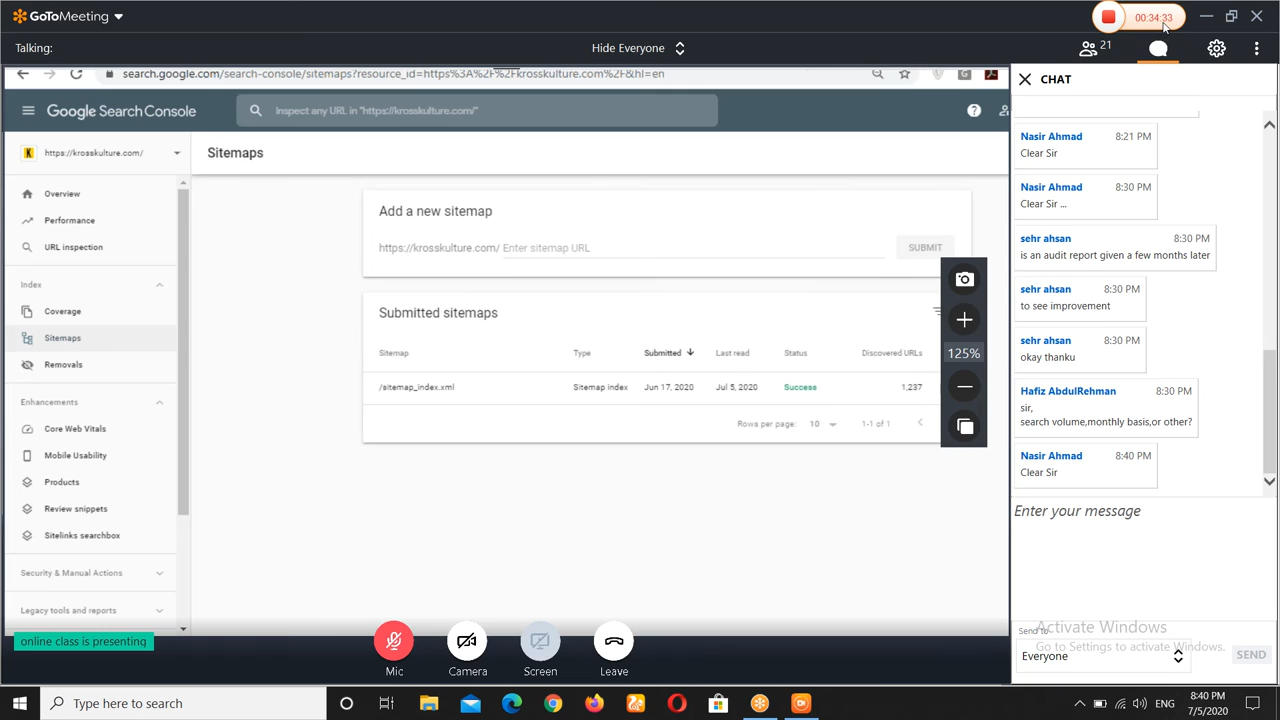 GoToMeeting
00:34:33
Talking:
Hide Everyone
21
search.google.com/search-console/sitemaps?resource_id=https%3A%2F%2Fkrosskulture.com%2F&hl=en
Google Search Console
Inspect any URL in "https://krosskulture.com/"
K
https://krosskulture.com/
Sitemaps
Overview
Performance
URL inspection
Index
Coverage
Sitemaps
Removals
Enhancements
Core Web Vitals
Mobile Usability
Products
Review snippets
Sitelinks searchbox
Security & Manual Actions
Legacy tools and reports
Add a new sitemap
https://krosskulture.com/ Enter sitemap URL
SUBMIT
Submitted sitemaps
Sitemap Type Submitted Last read Status Discovered URLs
/sitemap_index.xml Sitemap index Jun 17, 2020 Jul 5, 2020 Success 1,237
Rows per page: 10 1-1 of 1
125%
online class is presenting
Mic Camera Screen Leave
CHAT
Nasir Ahmad 8:21 PM
Clear Sir
Nasir Ahmad 8:30 PM
Clear Sir ...
sehr ahsan 8:30 PM
is an audit report given a few months later
sehr ahsan 8:30 PM
to see improvement
sehr ahsan 8:30 PM
okay thanku
Hafiz AbdulRehman 8:30 PM
sir,
search volume,monthly basis,or other?
Nasir Ahmad 8:40 PM
Clear Sir
Enter your message
Activate Windows
Go to Settings to activate Windows.
Send to
Everyone
SEND
Type here to search
ENG
8:40 PM
7/5/2020